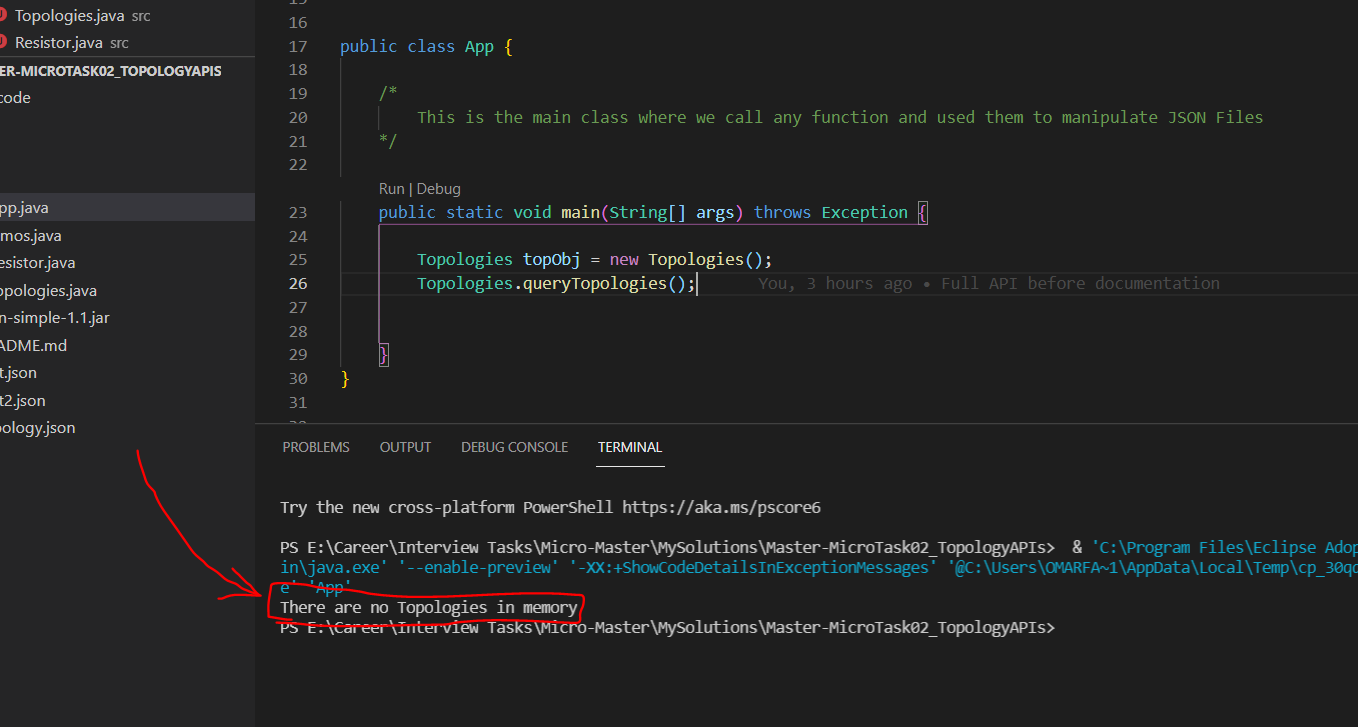 Topologies.java src
Resistor.java src
ER-MICROTASK02_TOPOLOGYAPIS
code
pp.java
mos.java
esistor.java
opologies.java
n-simple-1.1.jar
ADME.md
t.json
t2.json
ology.json
16
17 public class App {
18
19 /*
20 This is the main class where we call any function and used them to manipulate JSON Files
21 */
22
Run | Debug
23 public static void main(String[] args) throws Exception {
24
25 Topologies topObj = new Topologies();
26 Topologies.queryTopologies(); You, 3 hours ago • Full API before documentation
27
28
29 }
30 }
31
PROBLEMS OUTPUT DEBUG CONSOLE TERMINAL
Try the new cross-platform PowerShell https://aka.ms/pscore6
PS E:\Career\Interview Tasks\Micro-Master\MySolutions\Master-MicroTask02_TopologyAPIs> & 'C:\Program Files\Eclipse Adop
in\java.exe' '--enable-preview' '-XX:+ShowCodeDetailsInExceptionMessages' '@C:\Users\OMARFA~1\AppData\Local\Temp\cp_30qd
e' 'App'
There are no Topologies in memory
PS E:\Career\Interview Tasks\Micro-Master\MySolutions\Master-MicroTask02_TopologyAPIs>